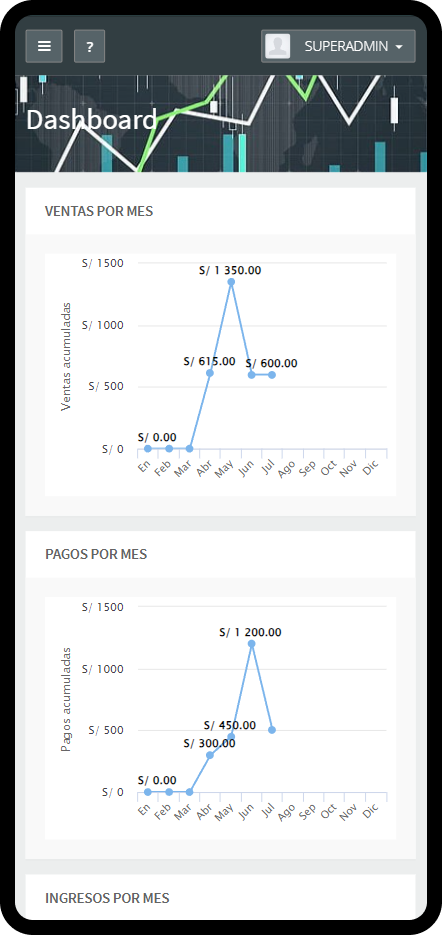 ?
SUPERADMIN
Dashboard
VENTAS POR MES
S/ 1500
S/ 1000
S/ 500
S/ 0
Ventas acumuladas
S/ 0.00
S/ 615.00
S/ 1 350.00
S/ 600.00
En Feb Mar Abr May Jun Jul Ago Sep Oct Nov Dic
PAGOS POR MES
S/ 1500
S/ 1000
S/ 500
S/ 0
Pagos acumuladas
S/ 0.00
S/ 300.00
S/ 450.00
S/ 1 200.00
En Feb Mar Abr May Jun Jul Ago Sep Oct Nov Dic
INGRESOS POR MES